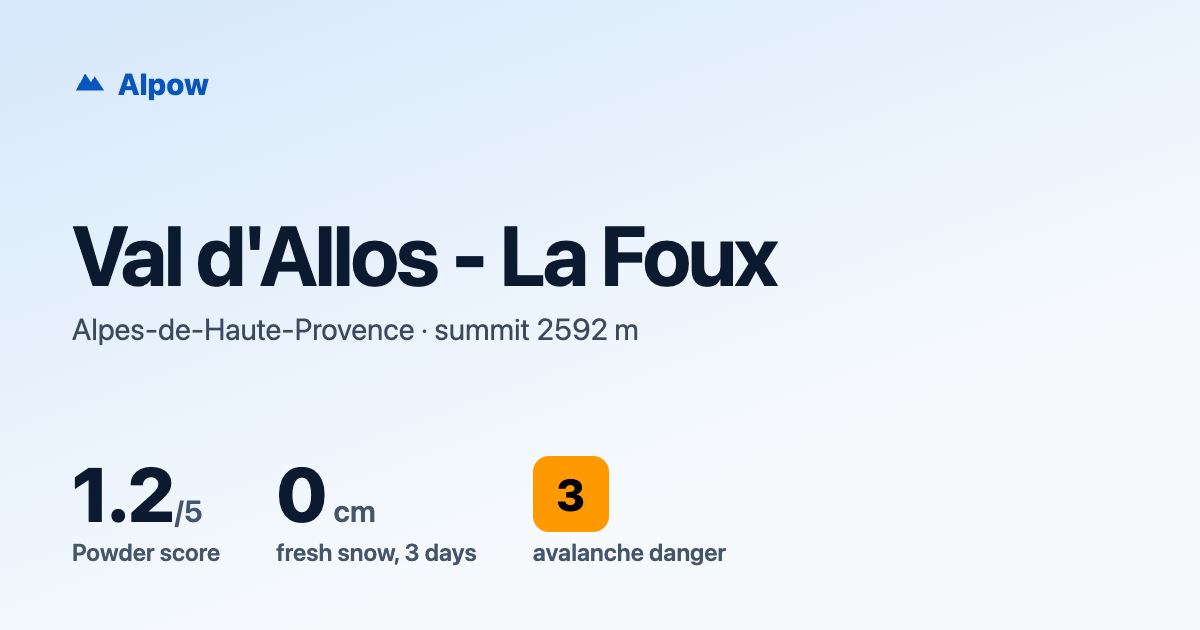 Alpow
Val d'Allos - La Foux
Alpes-de-Haute-Provence · summit 2592 m
1.2/5 0 cm 3
Powder score fresh snow, 3 days avalanche danger